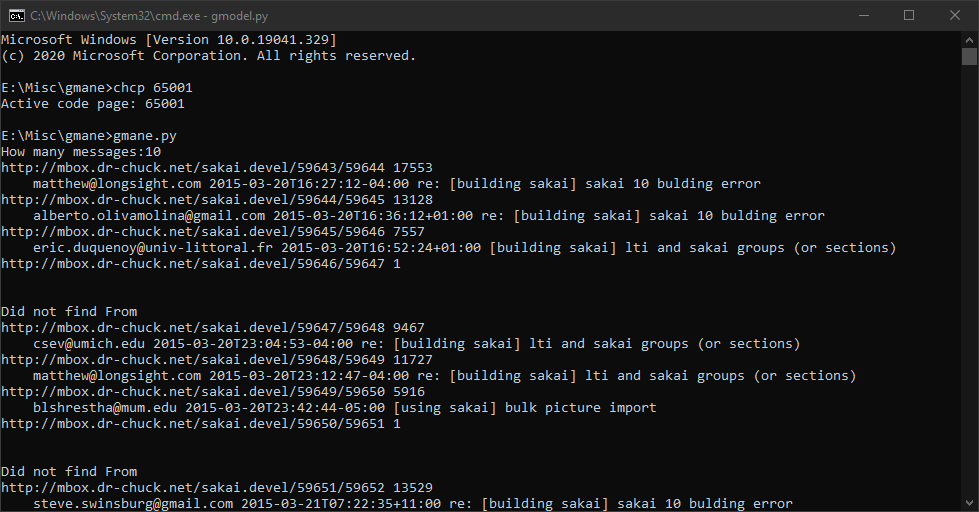 C:\Windows\System32\cmd.exe - gmodel.py
Microsoft Windows [Version 10.0.19041.329]
(c) 2020 Microsoft Corporation. All rights reserved.
E:\Misc\gmane>chcp 65001
Active code page: 65001
E:\Misc\gmane>gmane.py
How many messages:10
http://mbox.dr-chuck.net/sakai.devel/59643/59644 17553
matthew@longsight.com 2015-03-20T16:27:12-04:00 re: [building sakai] sakai 10 bulding error
http://mbox.dr-chuck.net/sakai.devel/59644/59645 13128
alberto.olivamolina@gmail.com 2015-03-20T16:36:12+01:00 re: [building sakai] sakai 10 bulding error
http://mbox.dr-chuck.net/sakai.devel/59645/59646 7557
eric.duquenoy@univ-littoral.fr 2015-03-20T16:52:24+01:00 [building sakai] lti and sakai groups (or sections)
http://mbox.dr-chuck.net/sakai.devel/59646/59647 1
Did not find From
http://mbox.dr-chuck.net/sakai.devel/59647/59648 9467
csev@umich.edu 2015-03-20T23:04:53-04:00 re: [building sakai] lti and sakai groups (or sections)
http://mbox.dr-chuck.net/sakai.devel/59648/59649 11727
matthew@longsight.com 2015-03-20T23:12:47-04:00 re: [building sakai] lti and sakai groups (or sections)
http://mbox.dr-chuck.net/sakai.devel/59649/59650 5916
blshrestha@mum.edu 2015-03-20T23:42:44-05:00 [using sakai] bulk picture import
http://mbox.dr-chuck.net/sakai.devel/59650/59651 1
Did not find From
http://mbox.dr-chuck.net/sakai.devel/59651/59652 13529
steve.swinsburg@gmail.com 2015-03-21T07:22:35+11:00 re: [building sakai] sakai 10 bulding error